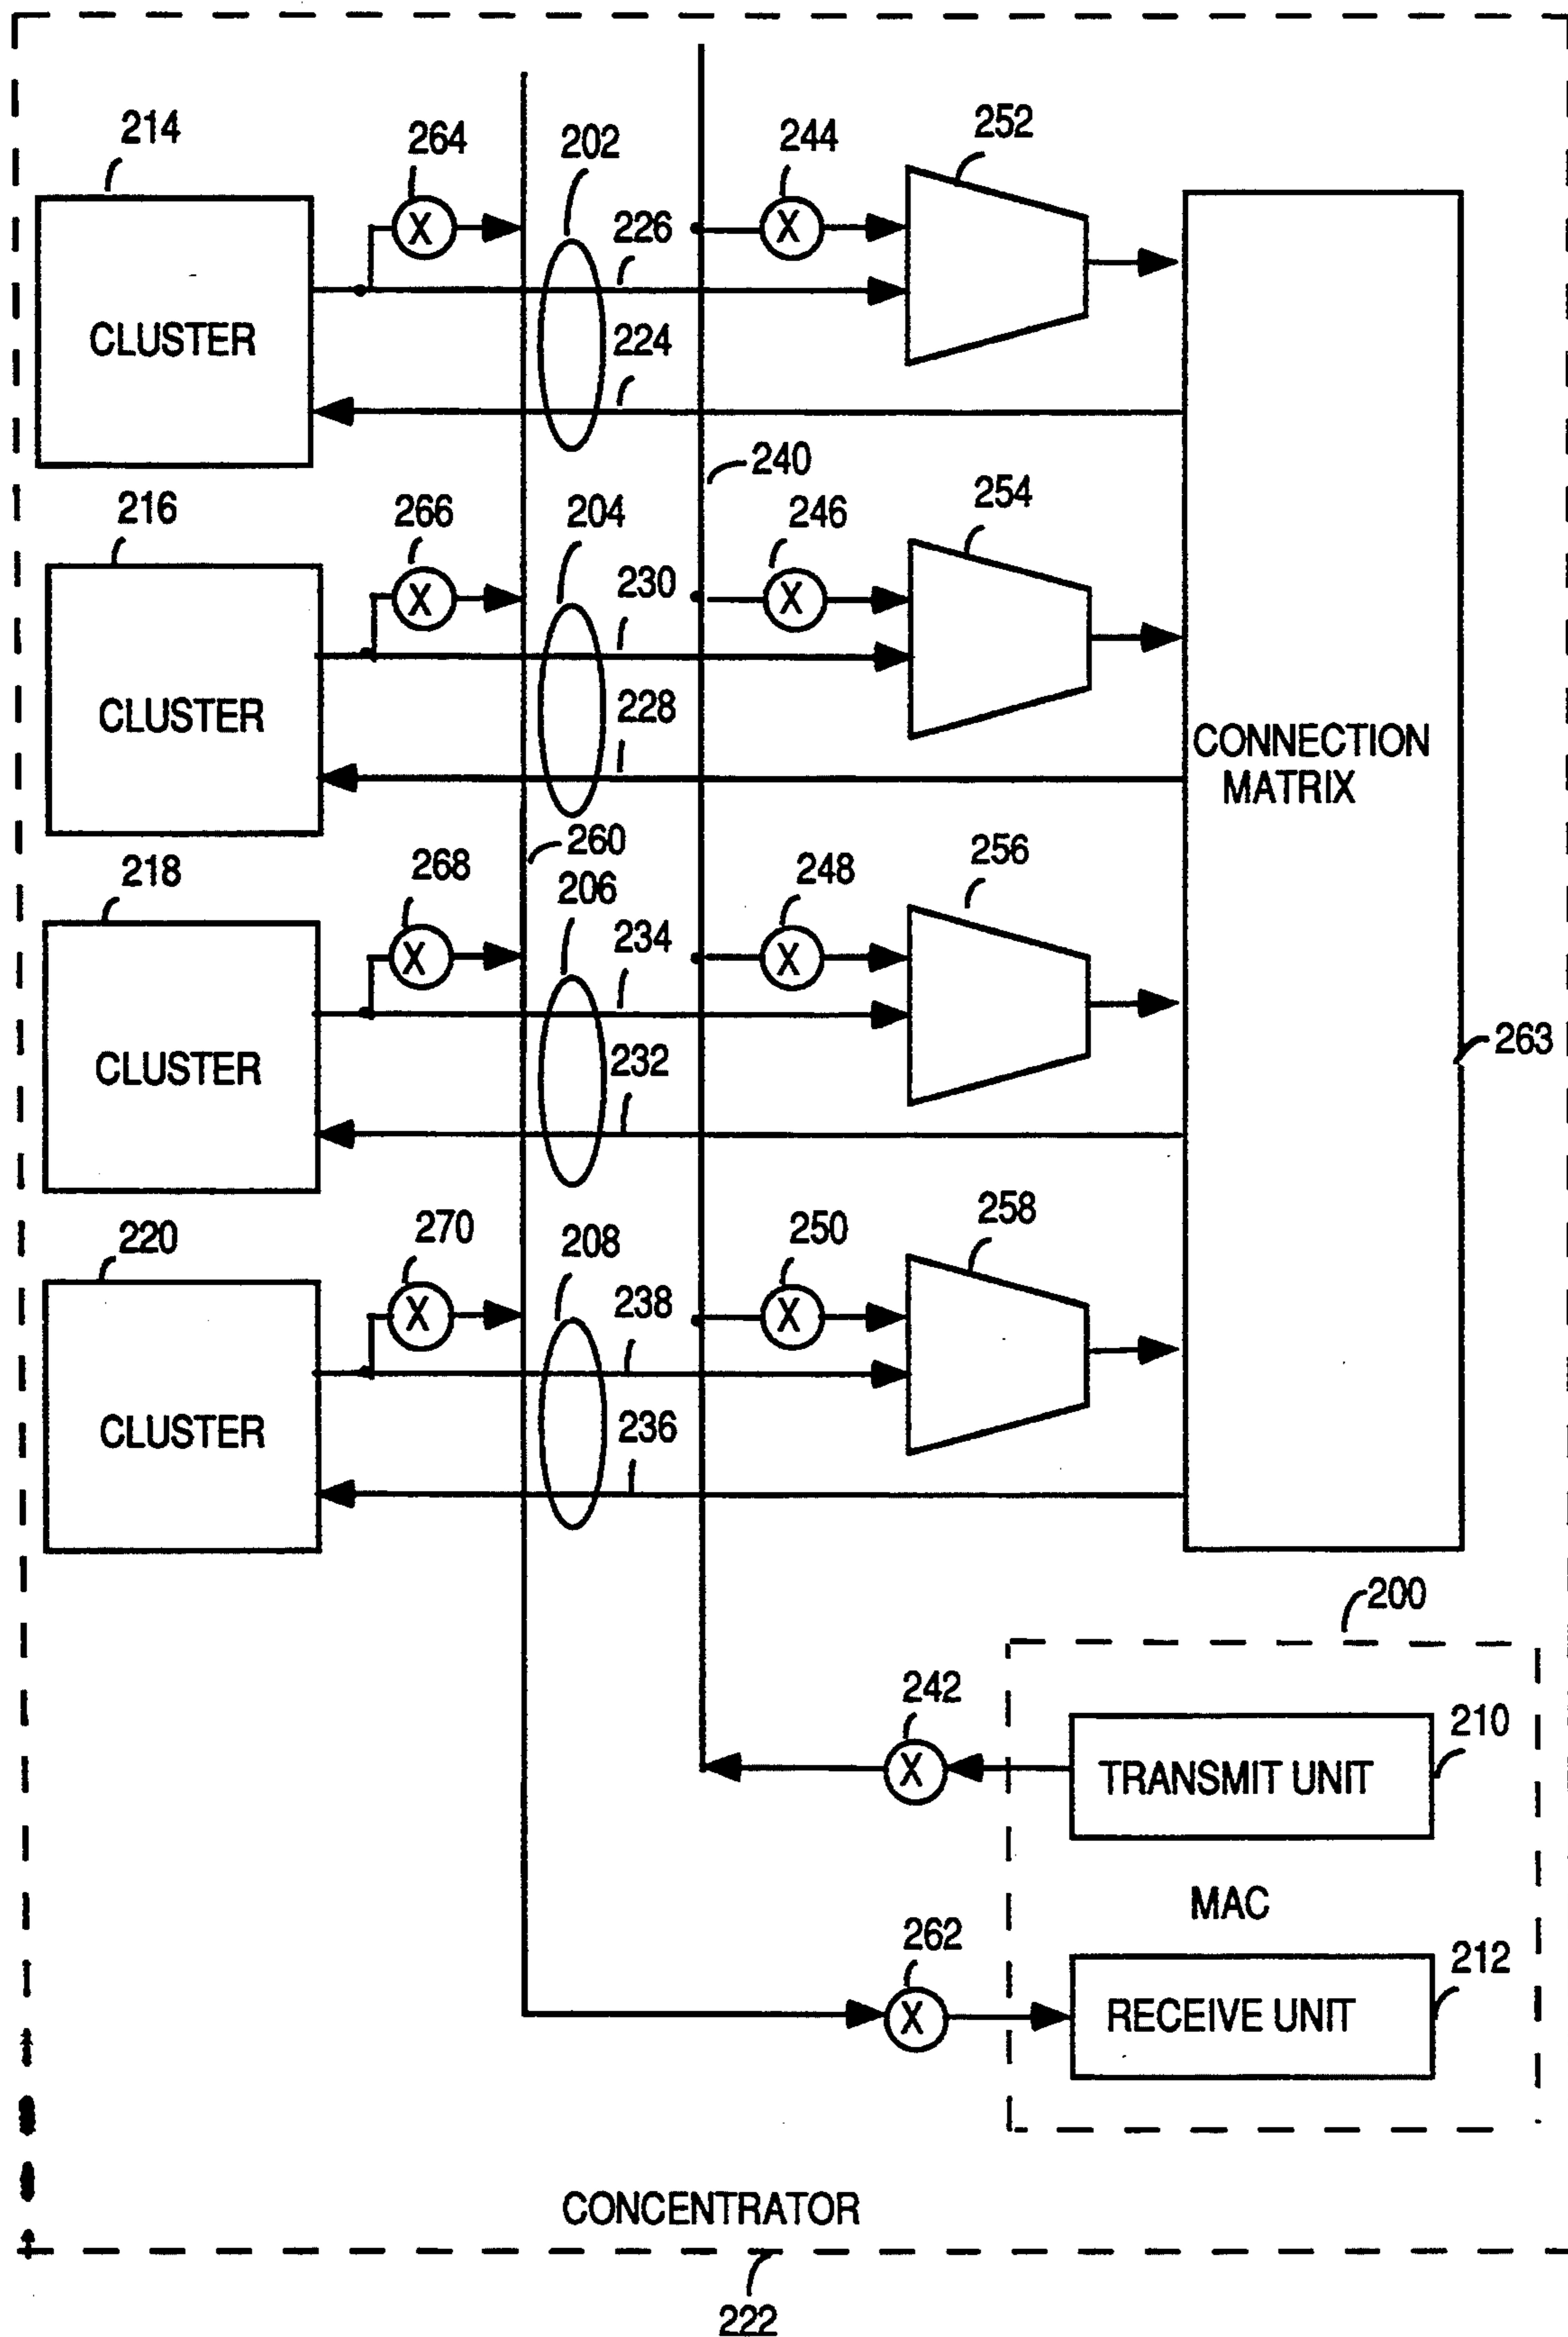 214
264
202
244
252
226
X
X
CLUSTER
224
240
216
266
204
246
254
230
X
X
CLUSTER
228
CONNECTION
MATRIX
260
218
268
206
248
256
234
X
X
263
CLUSTER
232
220
270
208
250
258
238
X
X
CLUSTER
236
200
242
210
X
TRANSMIT UNIT
MAC
262
212
X
RECEIVE UNIT
CONCENTRATOR
222